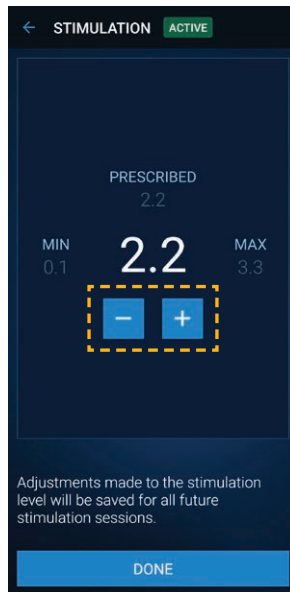 STIMULATION ACTIVE
PRESCRIBED
2.2
MIN 2.2 MAX
0.1 3.3
− +
Adjustments made to the stimulation
level will be saved for all future
stimulation sessions.
DONE